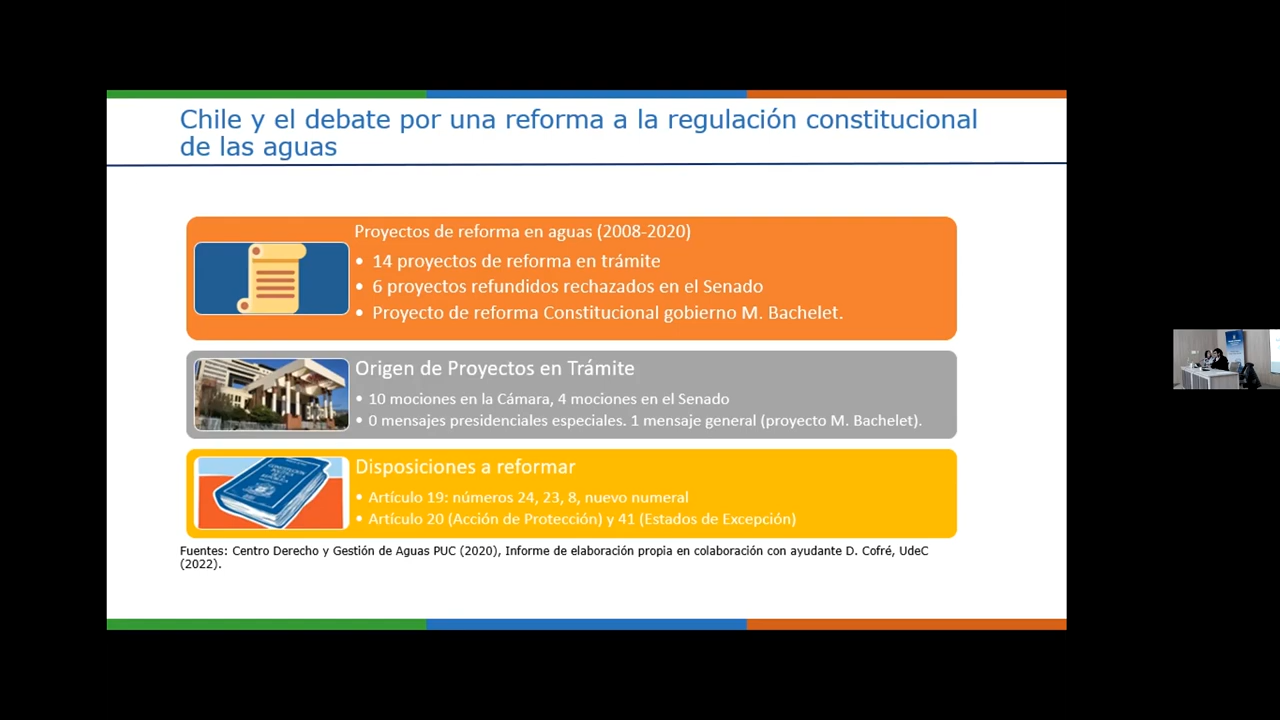 Chile y el debate por una reforma a la regulación constitucional
de las aguas
Proyectos de reforma en aguas (2008-2020)
• 14 proyectos de reforma en trámite
• 6 proyectos refundidos rechazados en el Senado
• Proyecto de reforma Constitucional gobierno M. Bachelet.
Origen de Proyectos en Trámite
• 10 mociones en la Cámara, 4 mociones en el Senado
• 0 mensajes presidenciales especiales. 1 mensaje general (proyecto M. Bachelet).
CONSTITUCION
POLITICA
DE LA
REPUBLICA
Disposiciones a reformar
• Artículo 19: números 24, 23, 8, nuevo numeral
• Artículo 20 (Acción de Protección) y 41 (Estados de Excepción)
Fuentes: Centro Derecho y Gestión de Aguas PUC (2020), Informe de elaboración propia en colaboración con ayudante D. Cofré, UdeC
(2022).